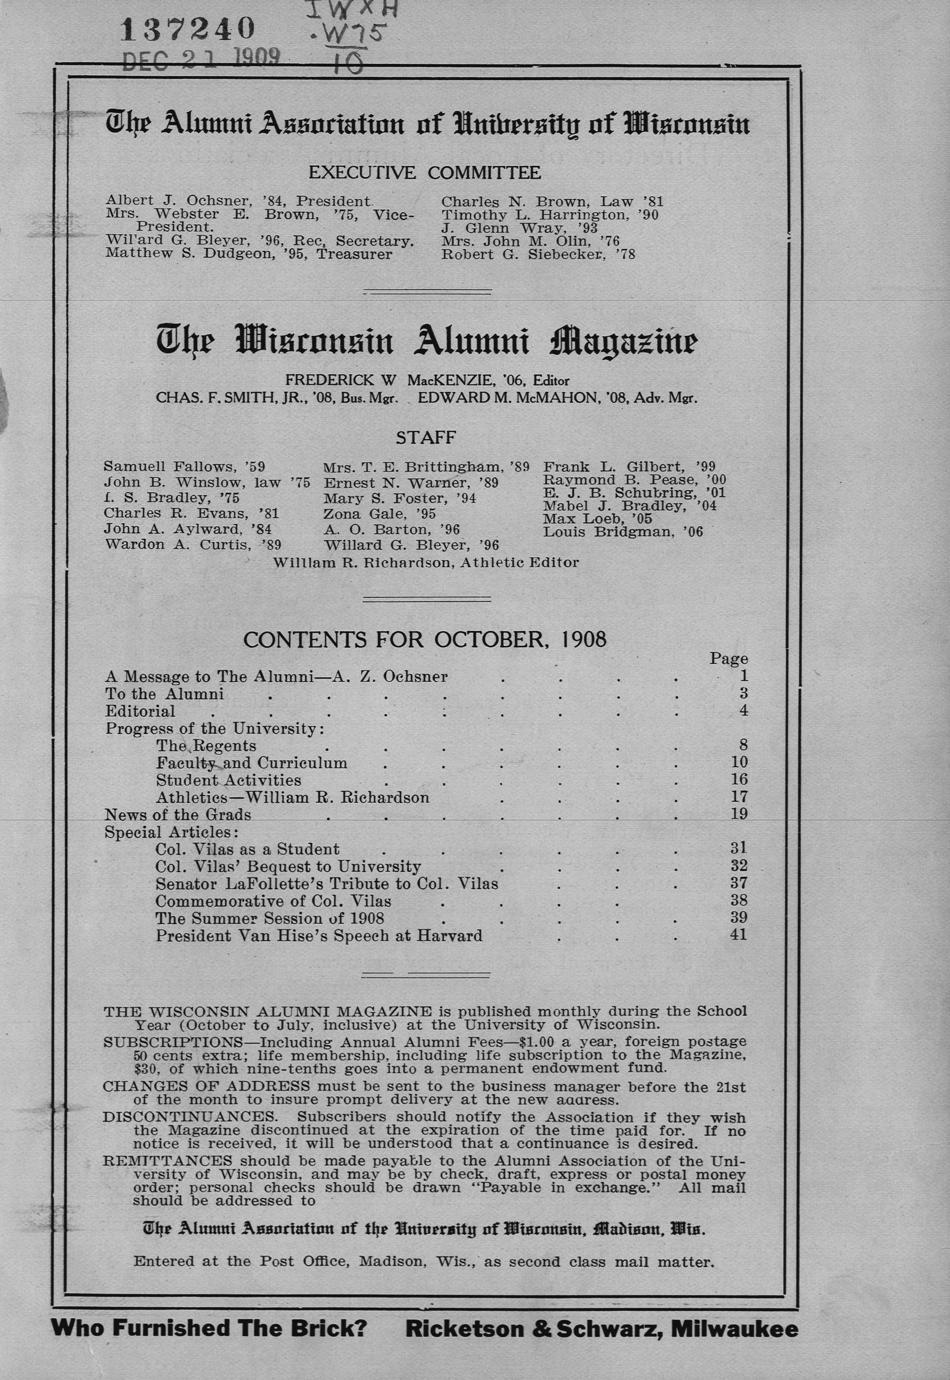 137240
IWXH
.W75
10
DEC 21 1909
The Alumni Association of University of Wisconsin
EXECUTIVE COMMITTEE
Albert J. Ochsner, '84, President.
Mrs. Webster E. Brown, '75, Vice-
President.
Wil'ard G. Bleyer, '96, Rec, Secretary.
Matthew S. Dudgeon, '95, Treasurer
Charles N. Brown, Law '81
Timothy L. Harrington, '90
J. Glenn Wray, '93
Mrs. John M. Olin, '76
Robert G. Siebecker, '78
The Wisconsin Alumni Magazine
FREDERICK W MacKENZIE, '06, Editor
CHAS. F. SMITH, JR., '08, Bus. Mgr. EDWARD M. McMAHON, '08, Adv. Mgr.
STAFF
Samuell Fallows, '59
John B. Winslow, law '75
I. S. Bradley, '75
Charles R. Evans, '81
John A. Aylward, '84
Wardon A. Curtis, '89
Mrs. T. E. Brittingham, '89
Ernest N. Warner, '89
Mary S. Foster, '94
Zona Gale, '95
A. O. Barton, '96
Willard G. Bleyer, '96
Frank L. Gilbert, '99
Raymond B. Pease, '00
E. J. B. Schubring, '01
Mabel J. Bradley, '04
Max Loeb, '05
Louis Bridgman, '06
William R. Richardson, Athletic Editor
CONTENTS FOR OCTOBER, 1908
Page
A Message to The Alumni—A. Z. Ochsner . . . . 1
To the Alumni . . . . . . . . 3
Editorial . . . . . . . . . 4
Progress of the University:
The Regents . . . . . . . 8
Faculty and Curriculum . . . . . . 10
Student Activities . . . . . . 16
Athletics—William R. Richardson . . . . 17
News of the Grads . . . . . . . 19
Special Articles:
Col. Vilas as a Student . . . . . . 31
Col. Vilas' Bequest to University . . . . 32
Senator LaFollette's Tribute to Col. Vilas . . . 37
Commemorative of Col. Vilas . . . . 38
The Summer Session of 1908 . . . . . 39
President Van Hise's Speech at Harvard . . . 41
THE WISCONSIN ALUMNI MAGAZINE is published monthly during the School
Year (October to July, inclusive) at the University of Wisconsin.
SUBSCRIPTIONS—Including Annual Alumni Fees—$1.00 a year, foreign postage
50 cents extra; life membership, including life subscription to the Magazine,
$30, of which nine-tenths goes into a permanent endowment fund.
CHANGES OF ADDRESS must be sent to the business manager before the 21st
of the month to insure prompt delivery at the new address.
DISCONTINUANCES. Subscribers should notify the Association if they wish
the Magazine discontinued at the expiration of the time paid for. If no
notice is received, it will be understood that a continuance is desired.
REMITTANCES should be made payable to the Alumni Association of the Uni-
versity of Wisconsin, and may be by check, draft, express or postal money
order; personal checks should be drawn "Payable in exchange." All mail
should be addressed to
The Alumni Association of the University of Wisconsin, Madison, Wis.
Entered at the Post Office, Madison, Wis., as second class mail matter.
Who Furnished The Brick? Ricketson & Schwarz, Milwaukee